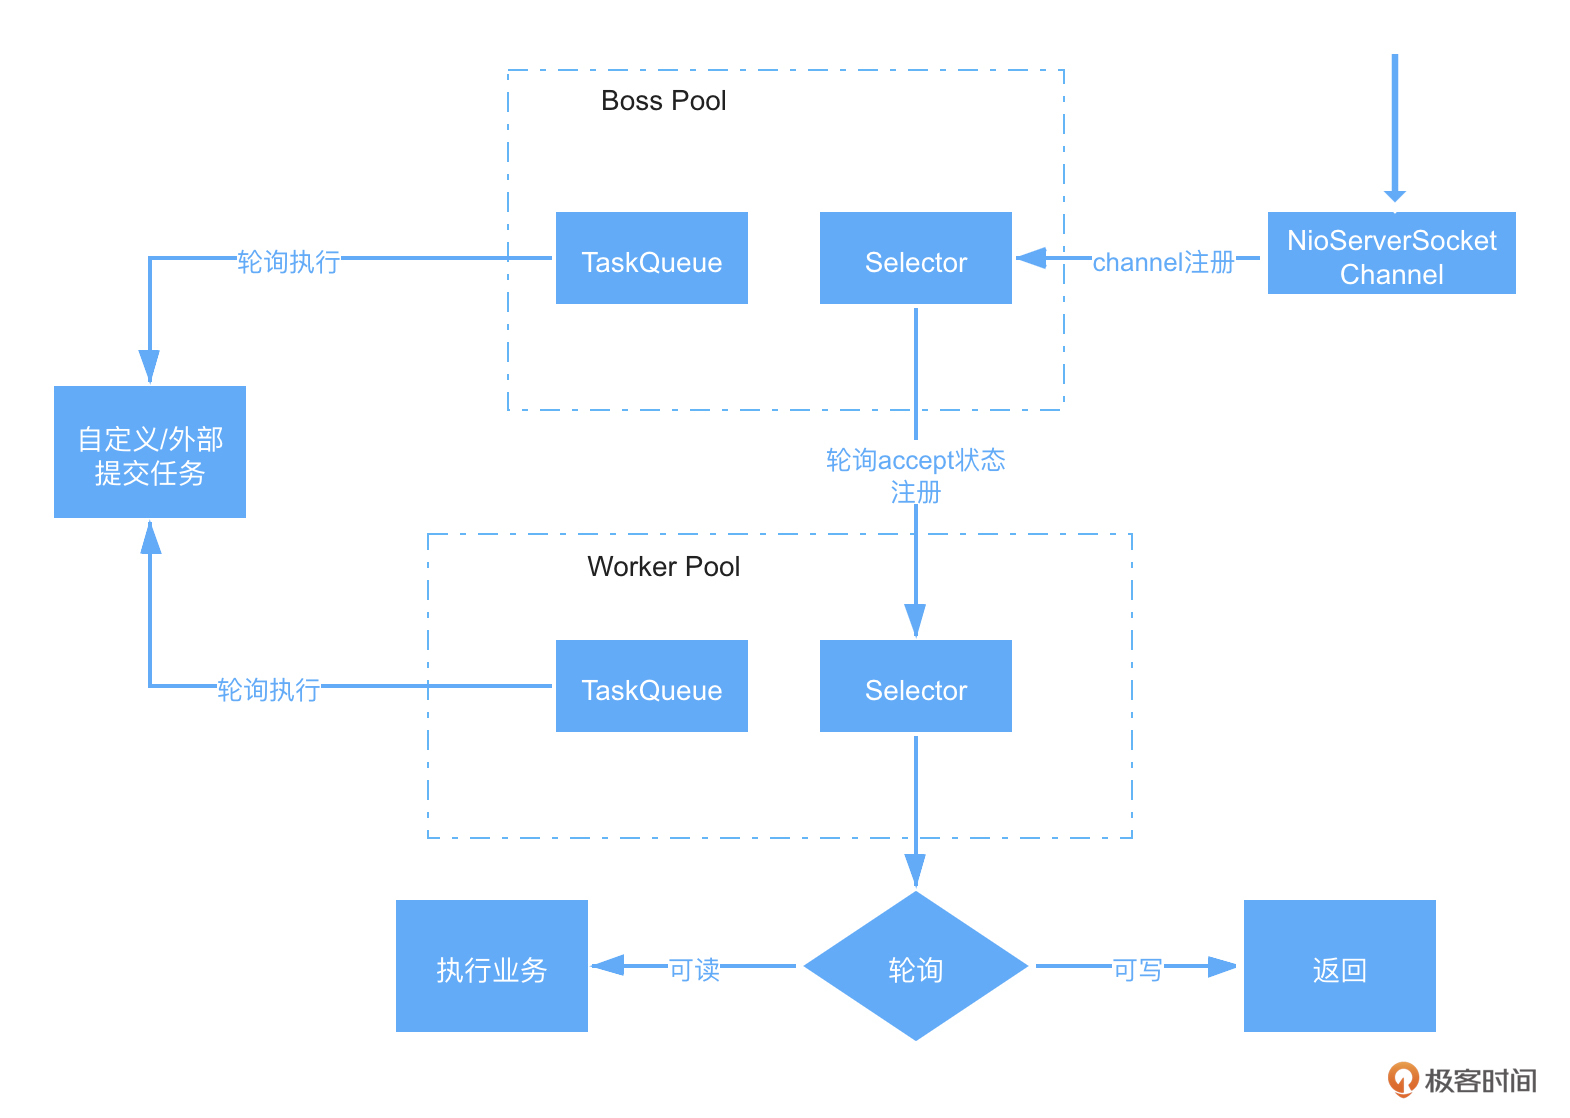 Boss Pool
轮询执行
TaskQueue
Selector
channel注册
NioServerSocket
Channel
自定义/外部
提交任务
轮询accept状态
注册
Worker Pool
轮询执行
TaskQueue
Selector
执行业务
可读
轮询
可写
返回
极客时间